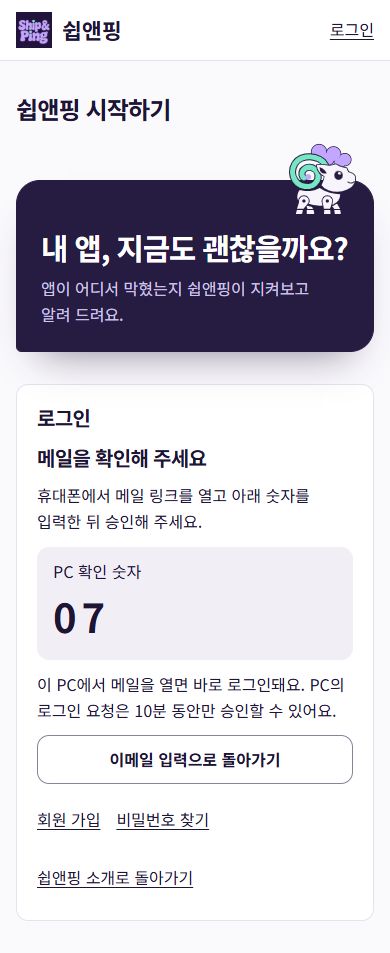 Ship&
Ping
쉽앤핑
로그인
쉽앤핑 시작하기
내 앱, 지금도 괜찮을까요?
앱이 어디서 막혔는지 쉽앤핑이 지켜보고
알려 드려요.
로그인
메일을 확인해 주세요
휴대폰에서 메일 링크를 열고 아래 숫자를
입력한 뒤 승인해 주세요.
PC 확인 숫자
07
이 PC에서 메일을 열면 바로 로그인돼요. PC의
로그인 요청은 10분 동안만 승인할 수 있어요.
이메일 입력으로 돌아가기
회원 가입 비밀번호 찾기
쉽앤핑 소개로 돌아가기